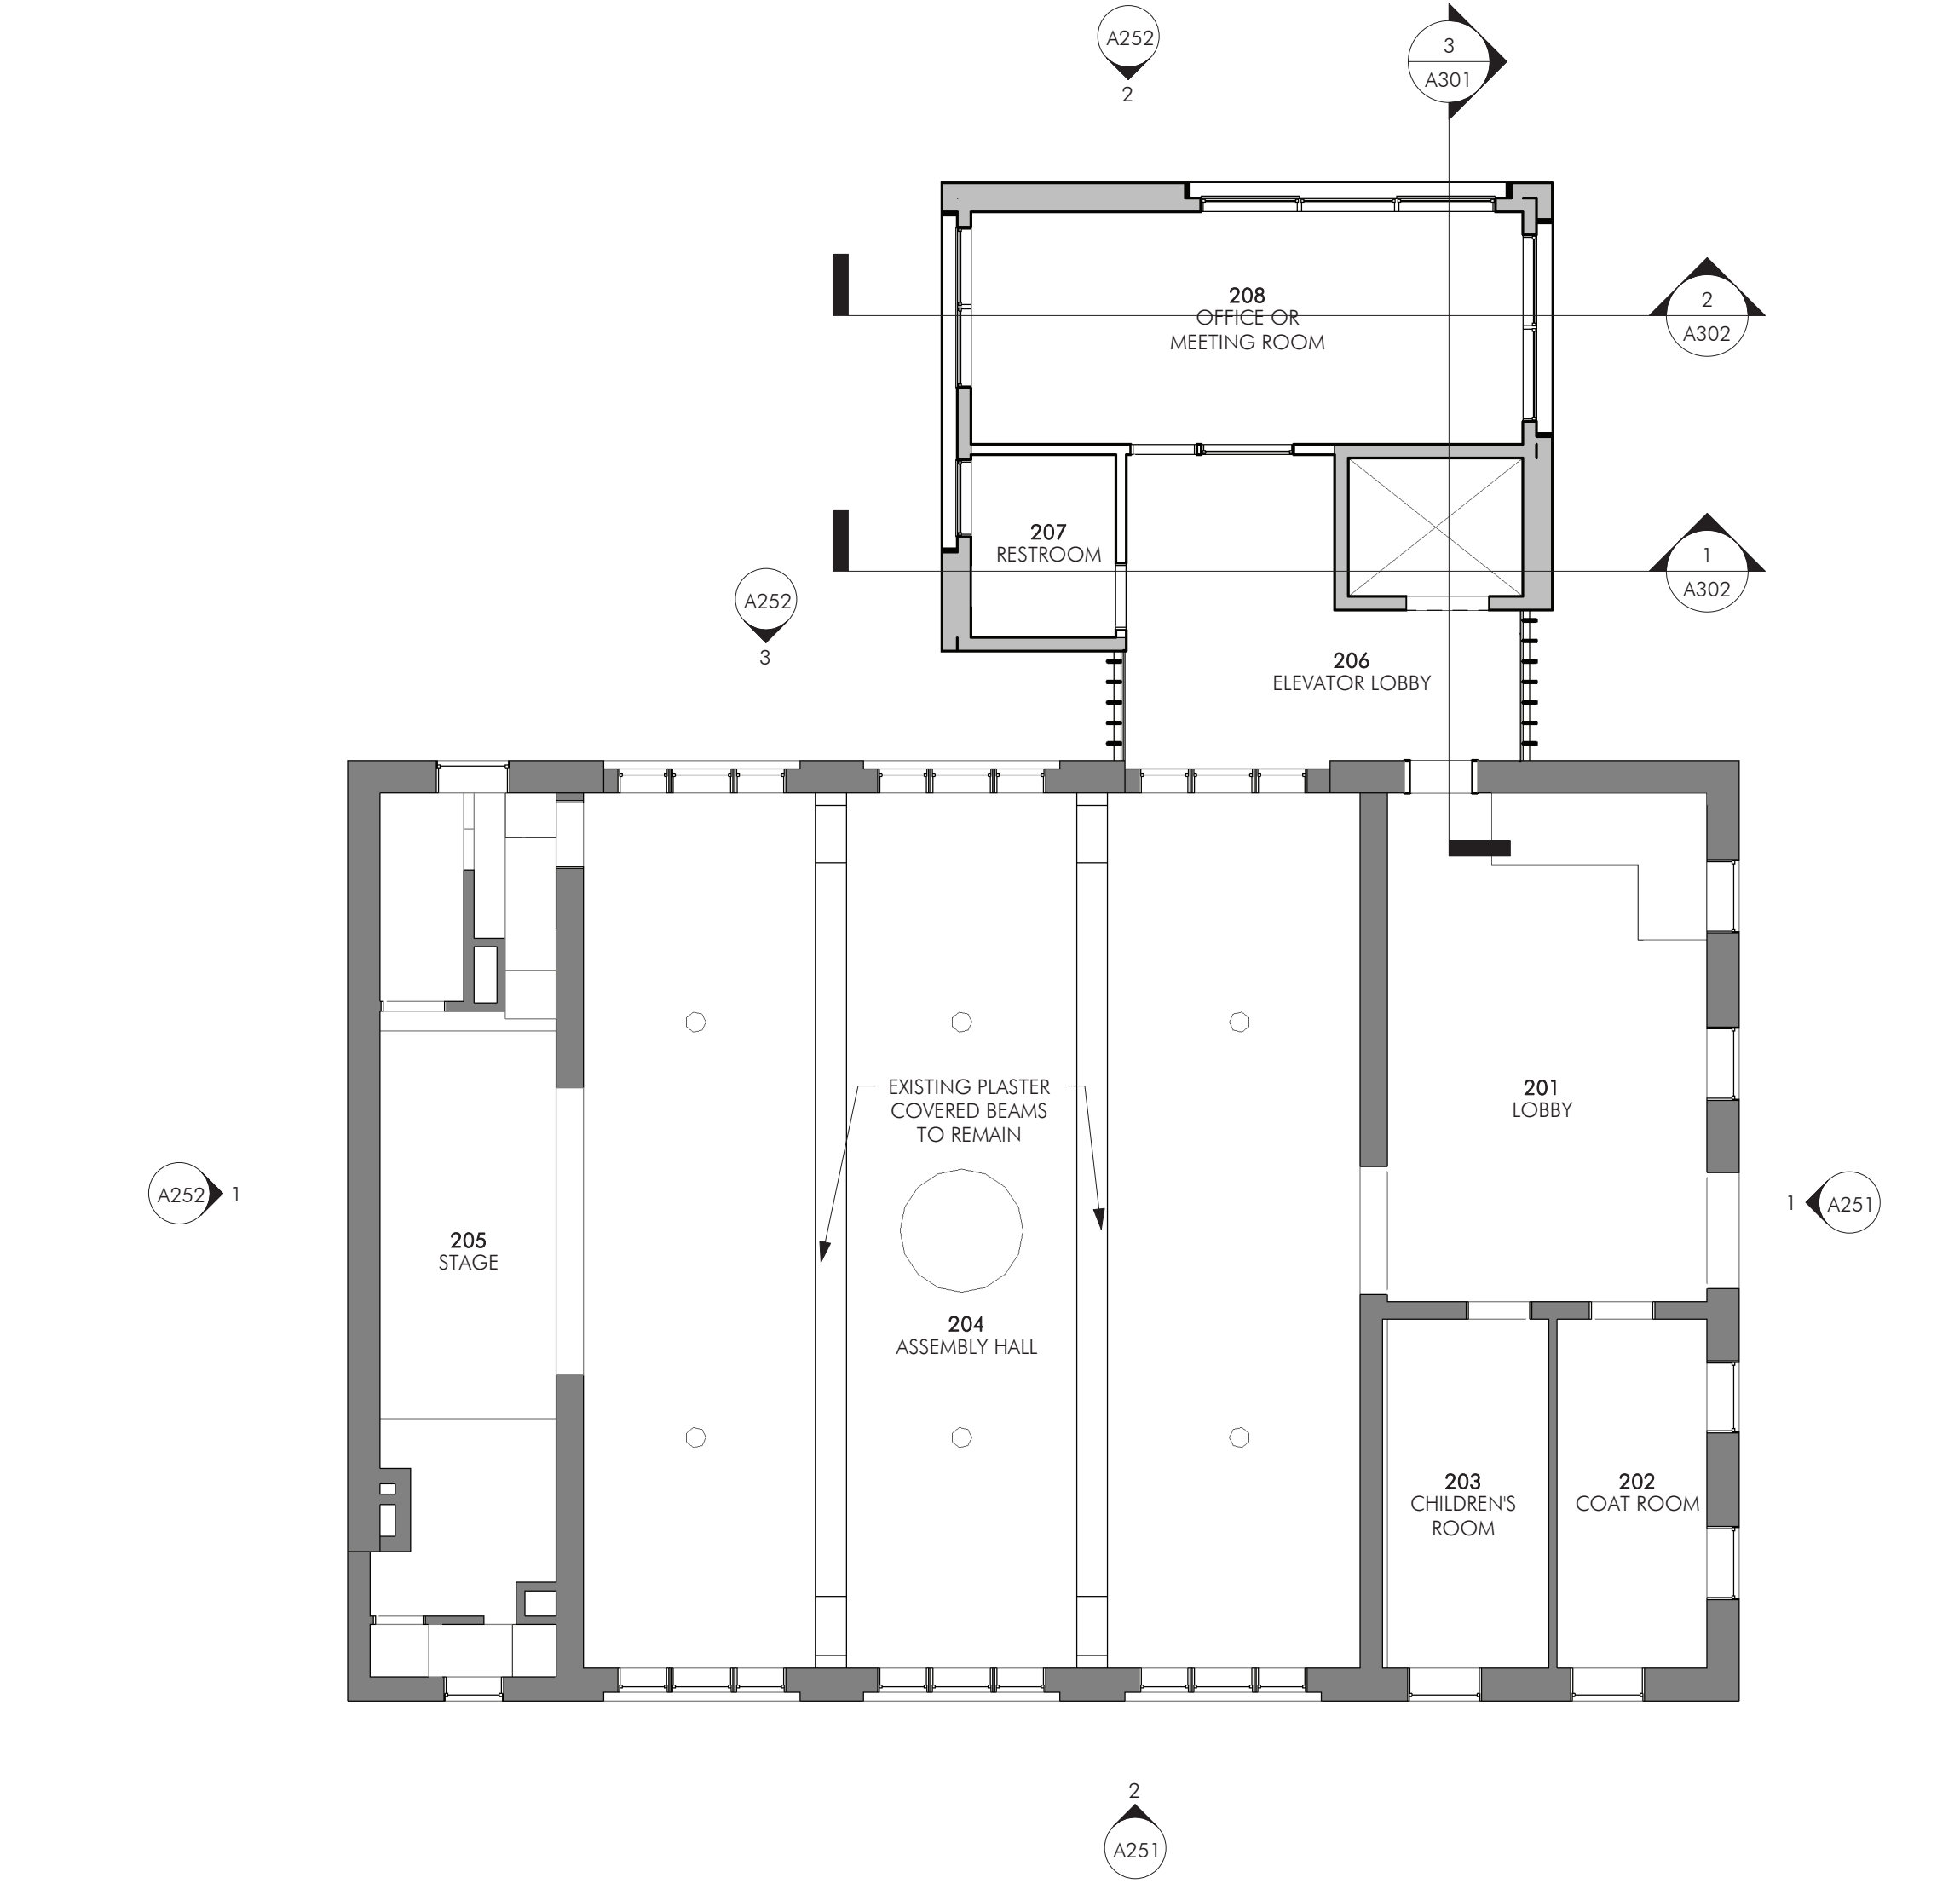 A252
2
3
A301
208
OFFICE OR
MEETING ROOM
2
A302
207
RESTROOM
1
A302
A252
3
206
ELEVATOR LOBBY
EXISTING PLASTER
COVERED BEAMS
TO REMAIN
201
LOBBY
A252 1
1 A251
205
STAGE
204
ASSEMBLY HALL
203
CHILDREN'S
ROOM
202
COAT ROOM
2
A251